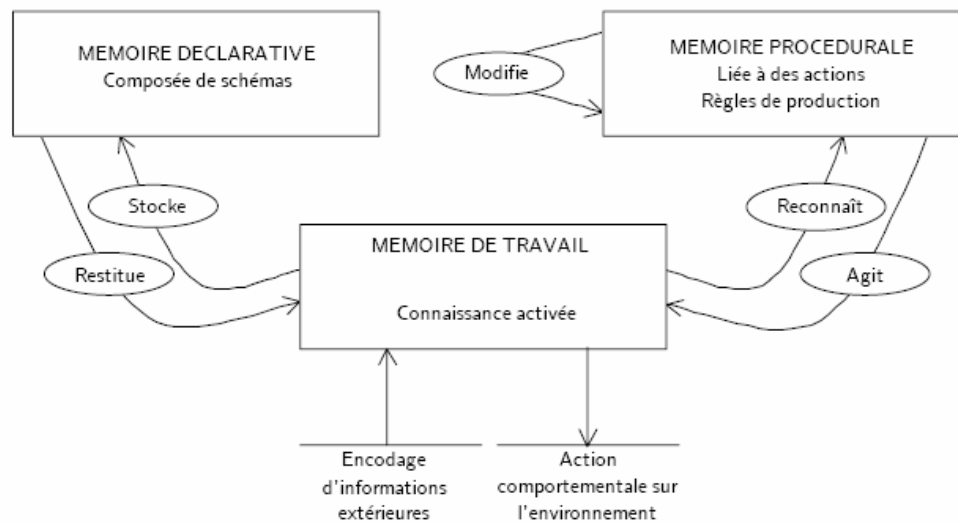 MEMOIRE DECLARATIVE
Composée de schémas
Modifie
MEMOIRE PROCEDURALE
Liée à des actions
Règles de production
Stocke
Restitue
Reconnaît
Agit
MEMOIRE DE TRAVAIL
Connaissance activée
Encodage
d'informations
extérieures
Action
comportementale sur
l'environnement